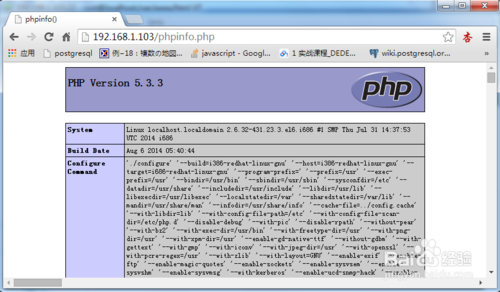 phpinfo()
192.168.1.103/phpinfo.php
应用 postgresql 例-18：複数の地図... javascript - Googl... 1 实战课程_DEDE... wiki.postgresql.or...
PHP Version 5.3.3
php
System Linux localhost.localdomain 2.6.32-431.23.3.el6.i686 #1 SMP Thu Jul 31 14:37:53
UTC 2014 i686
Build Date Aug 6 2014 05:40:44
Configure './configure' '--build=i386-redhat-linux-gnu' '--host=i386-redhat-linux-gnu' '--
Command target=i686-redhat-linux-gnu' '--program-prefix=' '--prefix=/usr' '--exec-
prefix=/usr' '--bindir=/usr/bin' '--sbindir=/usr/sbin' '--sysconfdir=/etc' '--
datadir=/usr/share' '--includedir=/usr/include' '--libdir=/usr/lib' '--
libexecdir=/usr/libexec' '--localstatedir=/var' '--sharedstatedir=/var/lib' '--
mandir=/usr/share/man' '--infodir=/usr/share/info' '--cache-file=../config.cache'
'--with-libdir=lib' '--with-config-file-path=/etc' '--with-config-file-scan-
dir=/etc/php.d' '--disable-debug' '--with-pic' '--disable-rpath' '--without-pear'
'--with-bz2' '--with-exec-dir=/usr/bin' '--with-freetype-dir=/usr' '--with-png-
dir=/usr' '--with-xpm-dir=/usr' '--enable-gd-native-ttf' '--without-gdbm' '--with-
gettext' '--with-gmp' '--with-iconv' '--with-jpeg-dir=/usr' '--with-openssl' '--
with-pcre-regex=/usr' '--with-zlib' '--with-layout=GNU' '--enable-exif' '--enable-
ftp' '--enable-magic-quotes' '--enable-sockets' '--enable-sysvsem' '--enable-
sysvshm' '--enable-sysvmsg' '--with-kerberos' '--enable-ucd-snmp-hack' '--enable-